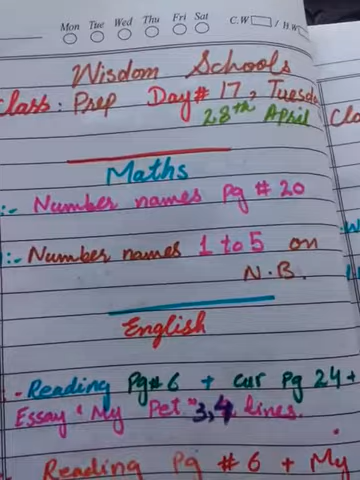 Mon Tue Wed Thu Fri Sat C.W / H.W
Wisdom Schools
Class: Prep Day# 17, Tuesda
28th April
Cla
Maths
:- Number names pg # 20
:- Number names 1 to 5 on
N.B.
English
- Reading Pg# 6 + cur pg 24 +
Essay "My Pet" 3,4 lines.
Reading Pg # 6 + My